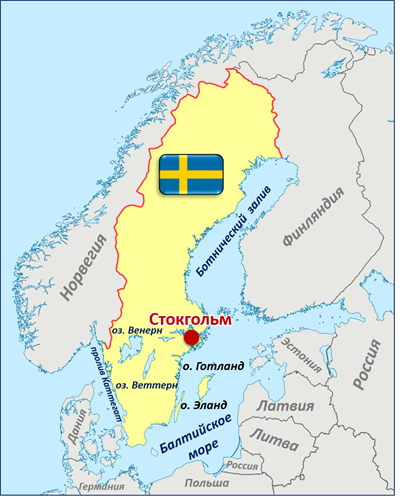 Ботнический залив
Финляндия
Норвегия
Стокгольм
оз. Венерн
пролив Каттегат
оз. Веттерн
о. Готланд
о. Эланд
Эстония
Россия
Латвия
Литва
Дания
Балтийское
море
Россия
Польша
Германия